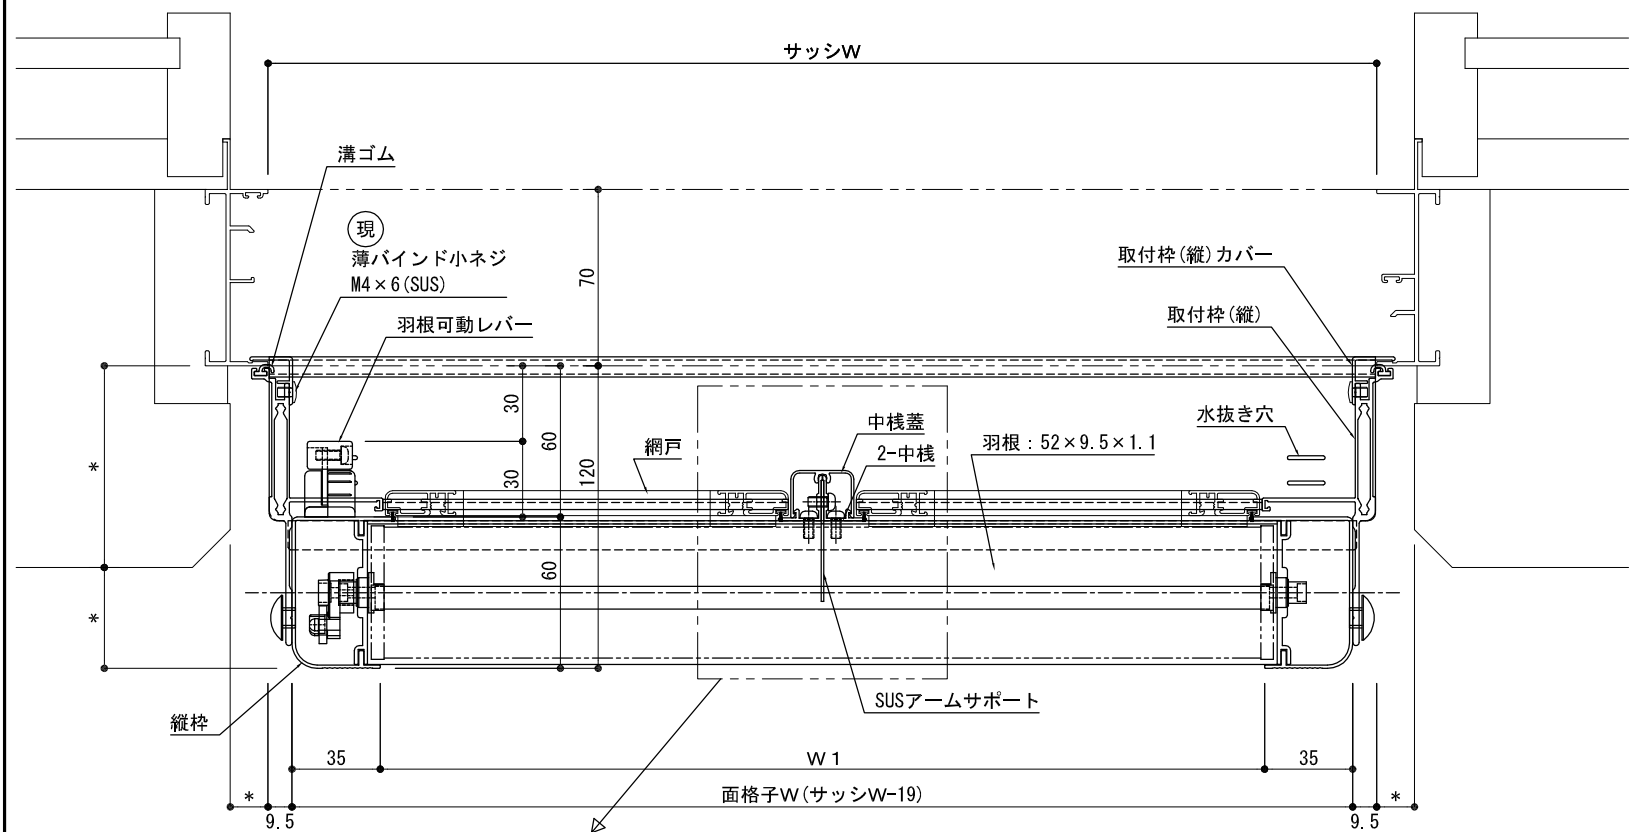 サッシW
溝ゴム
現
薄バインド小ネジ
M4×6(SUS)
羽根可動レバー
70
取付枠(縦)カバー
取付枠(縦)
30
60
30
120
網戸
中桟蓋
2-中桟
羽根：52×9.5×1.1
水抜き穴
*
*
60
縦枠
SUSアームサポート
35
W1
35
*
9.5
面格子W(サッシW-19)
9.5
*